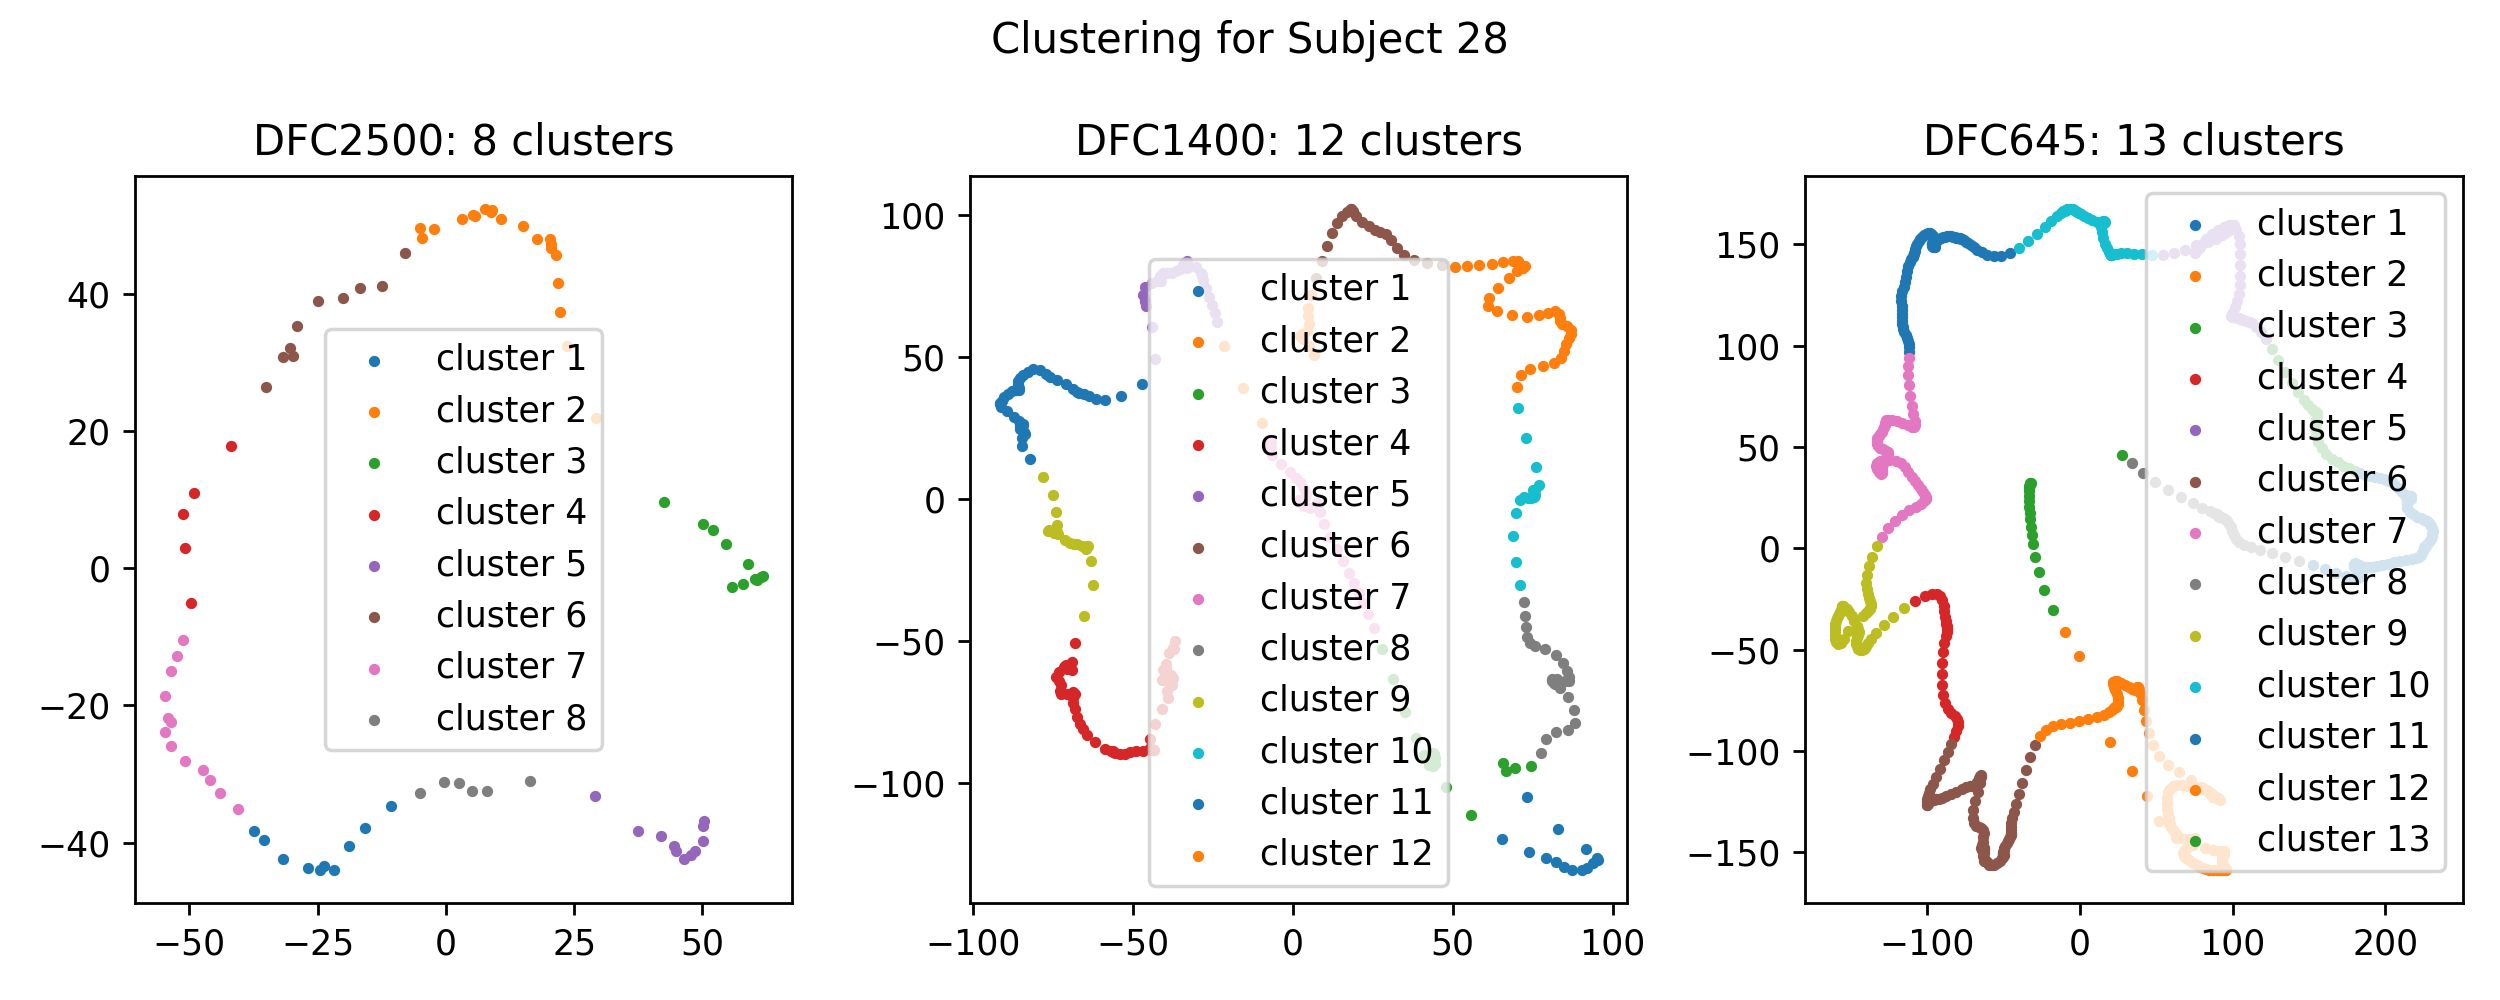 Clustering for Subject 28
DFC2500: 8 clusters
40
20
0
−20
−40
−50
−25
0
25
50
cluster 1
cluster 2
cluster 3
cluster 4
cluster 5
cluster 6
cluster 7
cluster 8
DFC1400: 12 clusters
100
50
0
−50
−100
−100
−50
0
50
100
cluster 1
cluster 2
cluster 3
cluster 4
cluster 5
cluster 6
cluster 7
cluster 8
cluster 9
cluster 10
cluster 11
cluster 12
DFC645: 13 clusters
150
100
50
0
−50
−100
−150
−100
0
100
200
cluster 1
cluster 2
cluster 3
cluster 4
cluster 5
cluster 6
cluster 7
cluster 8
cluster 9
cluster 10
cluster 11
cluster 12
cluster 13